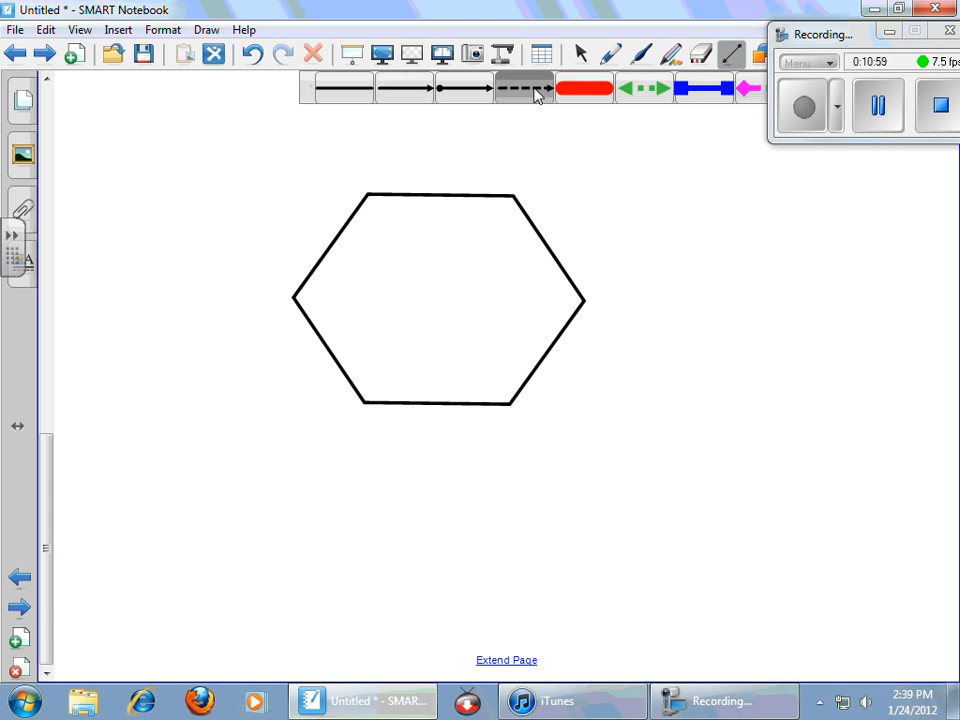 Untitled * - SMART Notebook
File Edit View Insert Format Draw Help
Recording...
Menu
0:10:59
7.5 fps
A
Extend Page
Untitled * - SMAR...
iTunes
Recording...
2:39 PM
1/24/2012